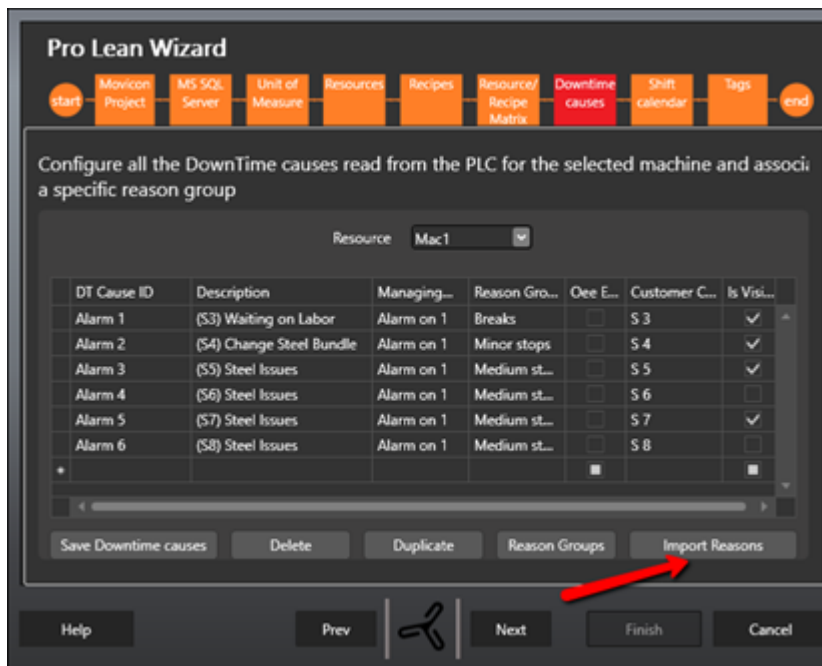 Pro Lean Wizard
start
Movicon
Project
MS SQL
Server
Unit of
Measure
Resources
Recipes
Resource/
Recipe
Matrix
Downtime
causes
Shift
calendar
Tags
end
Configure all the DownTime causes read from the PLC for the selected machine and associ
a specific reason group
Resource Mac1
DT Cause ID Description Managing... Reason Gro... Oee E... Customer C... Is Visi...
Alarm 1 (S3) Waiting on Labor Alarm on 1 Breaks S 3
Alarm 2 (S4) Change Steel Bundle Alarm on 1 Minor stops S 4
Alarm 3 (S5) Steel Issues Alarm on 1 Medium st... S 5
Alarm 4 (S6) Steel Issues Alarm on 1 Medium st... S 6
Alarm 5 (S7) Steel Issues Alarm on 1 Medium st... S 7
Alarm 6 (S8) Steel Issues Alarm on 1 Medium st... S 8
Save Downtime causes Delete Duplicate Reason Groups Import Reasons
Help Prev Next Finish Cancel